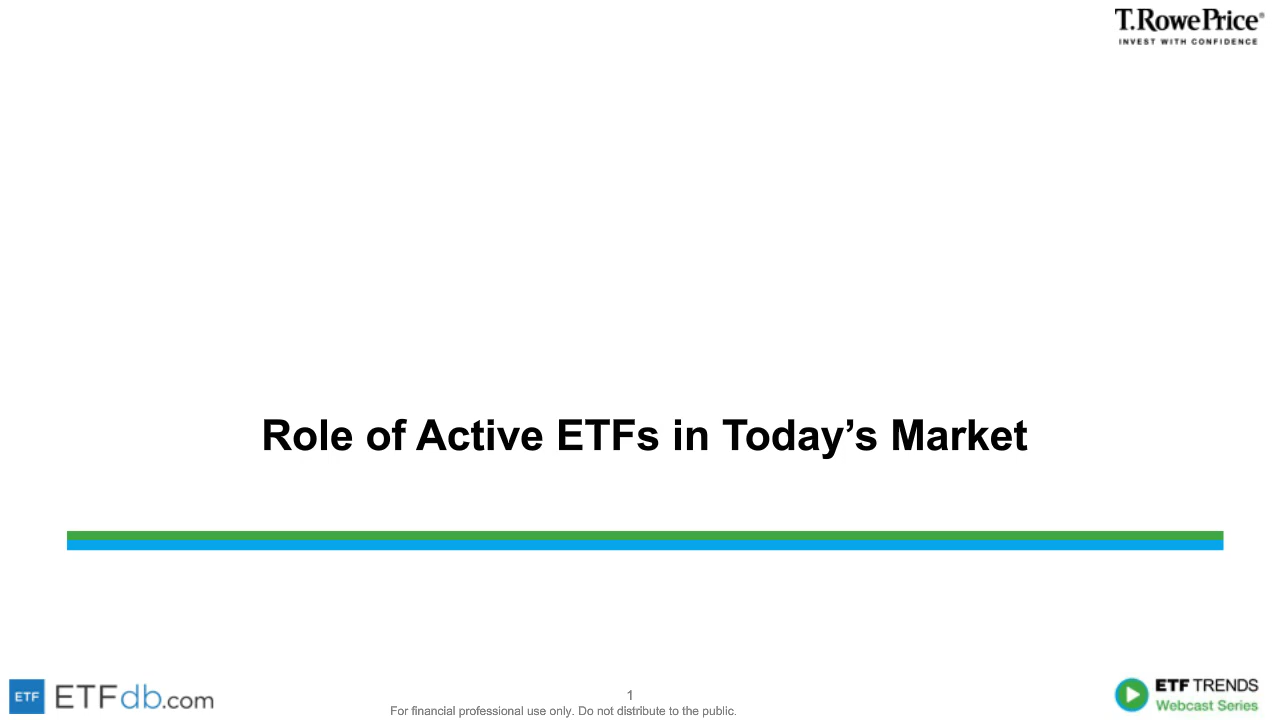 T.RowePrice®
INVEST WITH CONFIDENCE
Role of Active ETFs in Today’s Market
ETF ETFdb.com
1
For financial professional use only. Do not distribute to the public.
ETF TRENDS
Webcast Series